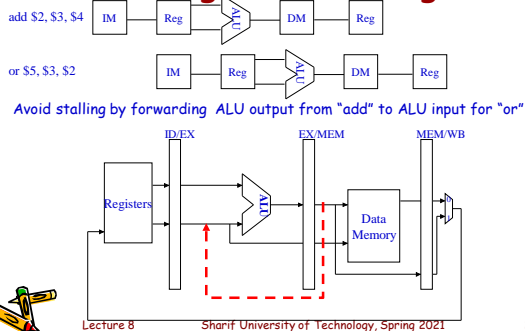 add $2, $3, $4 IM Reg ALU DM Reg
or $5, $3, $2 IM Reg ALU DM Reg
Avoid stalling by forwarding ALU output from "add" to ALU input for "or"
ID/EX EX/MEM MEM/WB
Registers ALU Data Memory 0 1
Lecture 8 Sharif University of Technology, Spring 2021